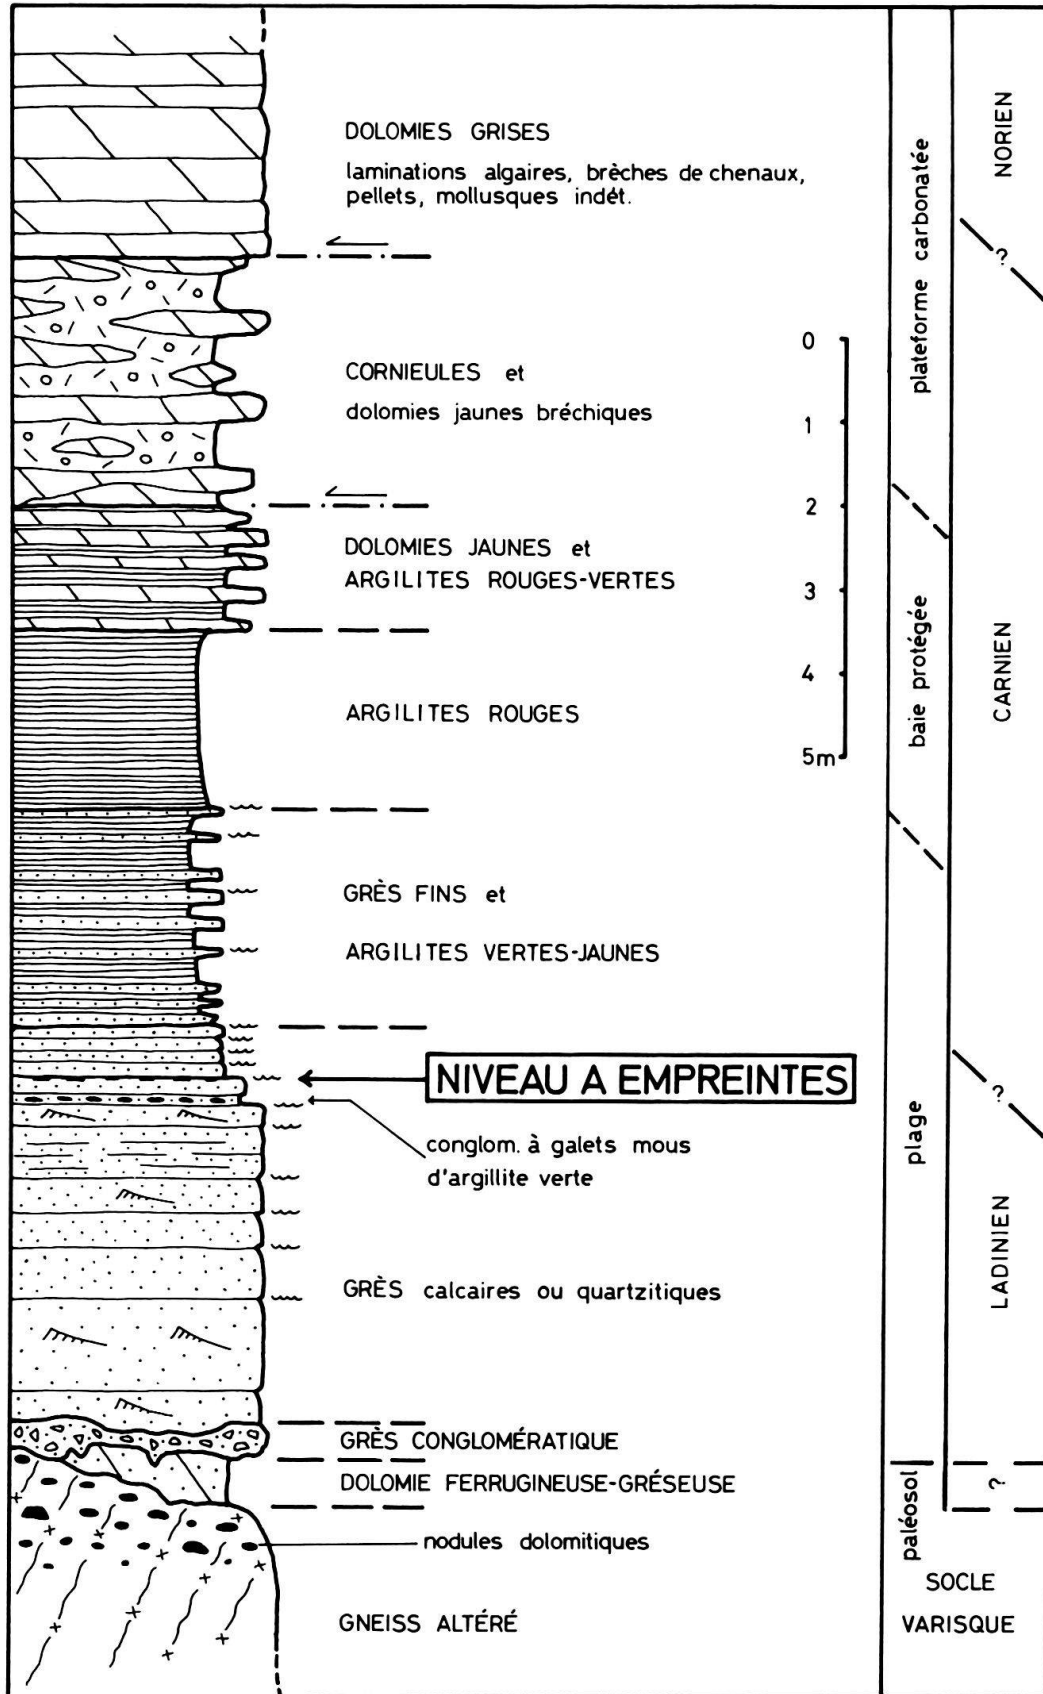 DOLOMIES GRISES
laminations algaires, brèches de chenaux,
pellets, mollusques indét.
CORNIEULES et
dolomies jaunes bréchiques
DOLOMIES JAUNES et
ARGILITES ROUGES-VERTES
ARGILITES ROUGES
GRÈS FINS et
ARGILITES VERTES-JAUNES
NIVEAU A EMPREINTES
conglom. à galets mous
d'argillite verte
GRÈS calcaires ou quartzitiques
GRÈS CONGLOMÉRATIQUE
DOLOMIE FERRUGINEUSE-GRÉSEUSE
nodules dolomitiques
GNEISS ALTÉRÉ
0
1
2
3
4
5m
plateforme carbonatée
baie protégée
plage
paléosol
NORIEN
?
CARNIEN
?
LADINIEN
?
SOCLE
VARISQUE